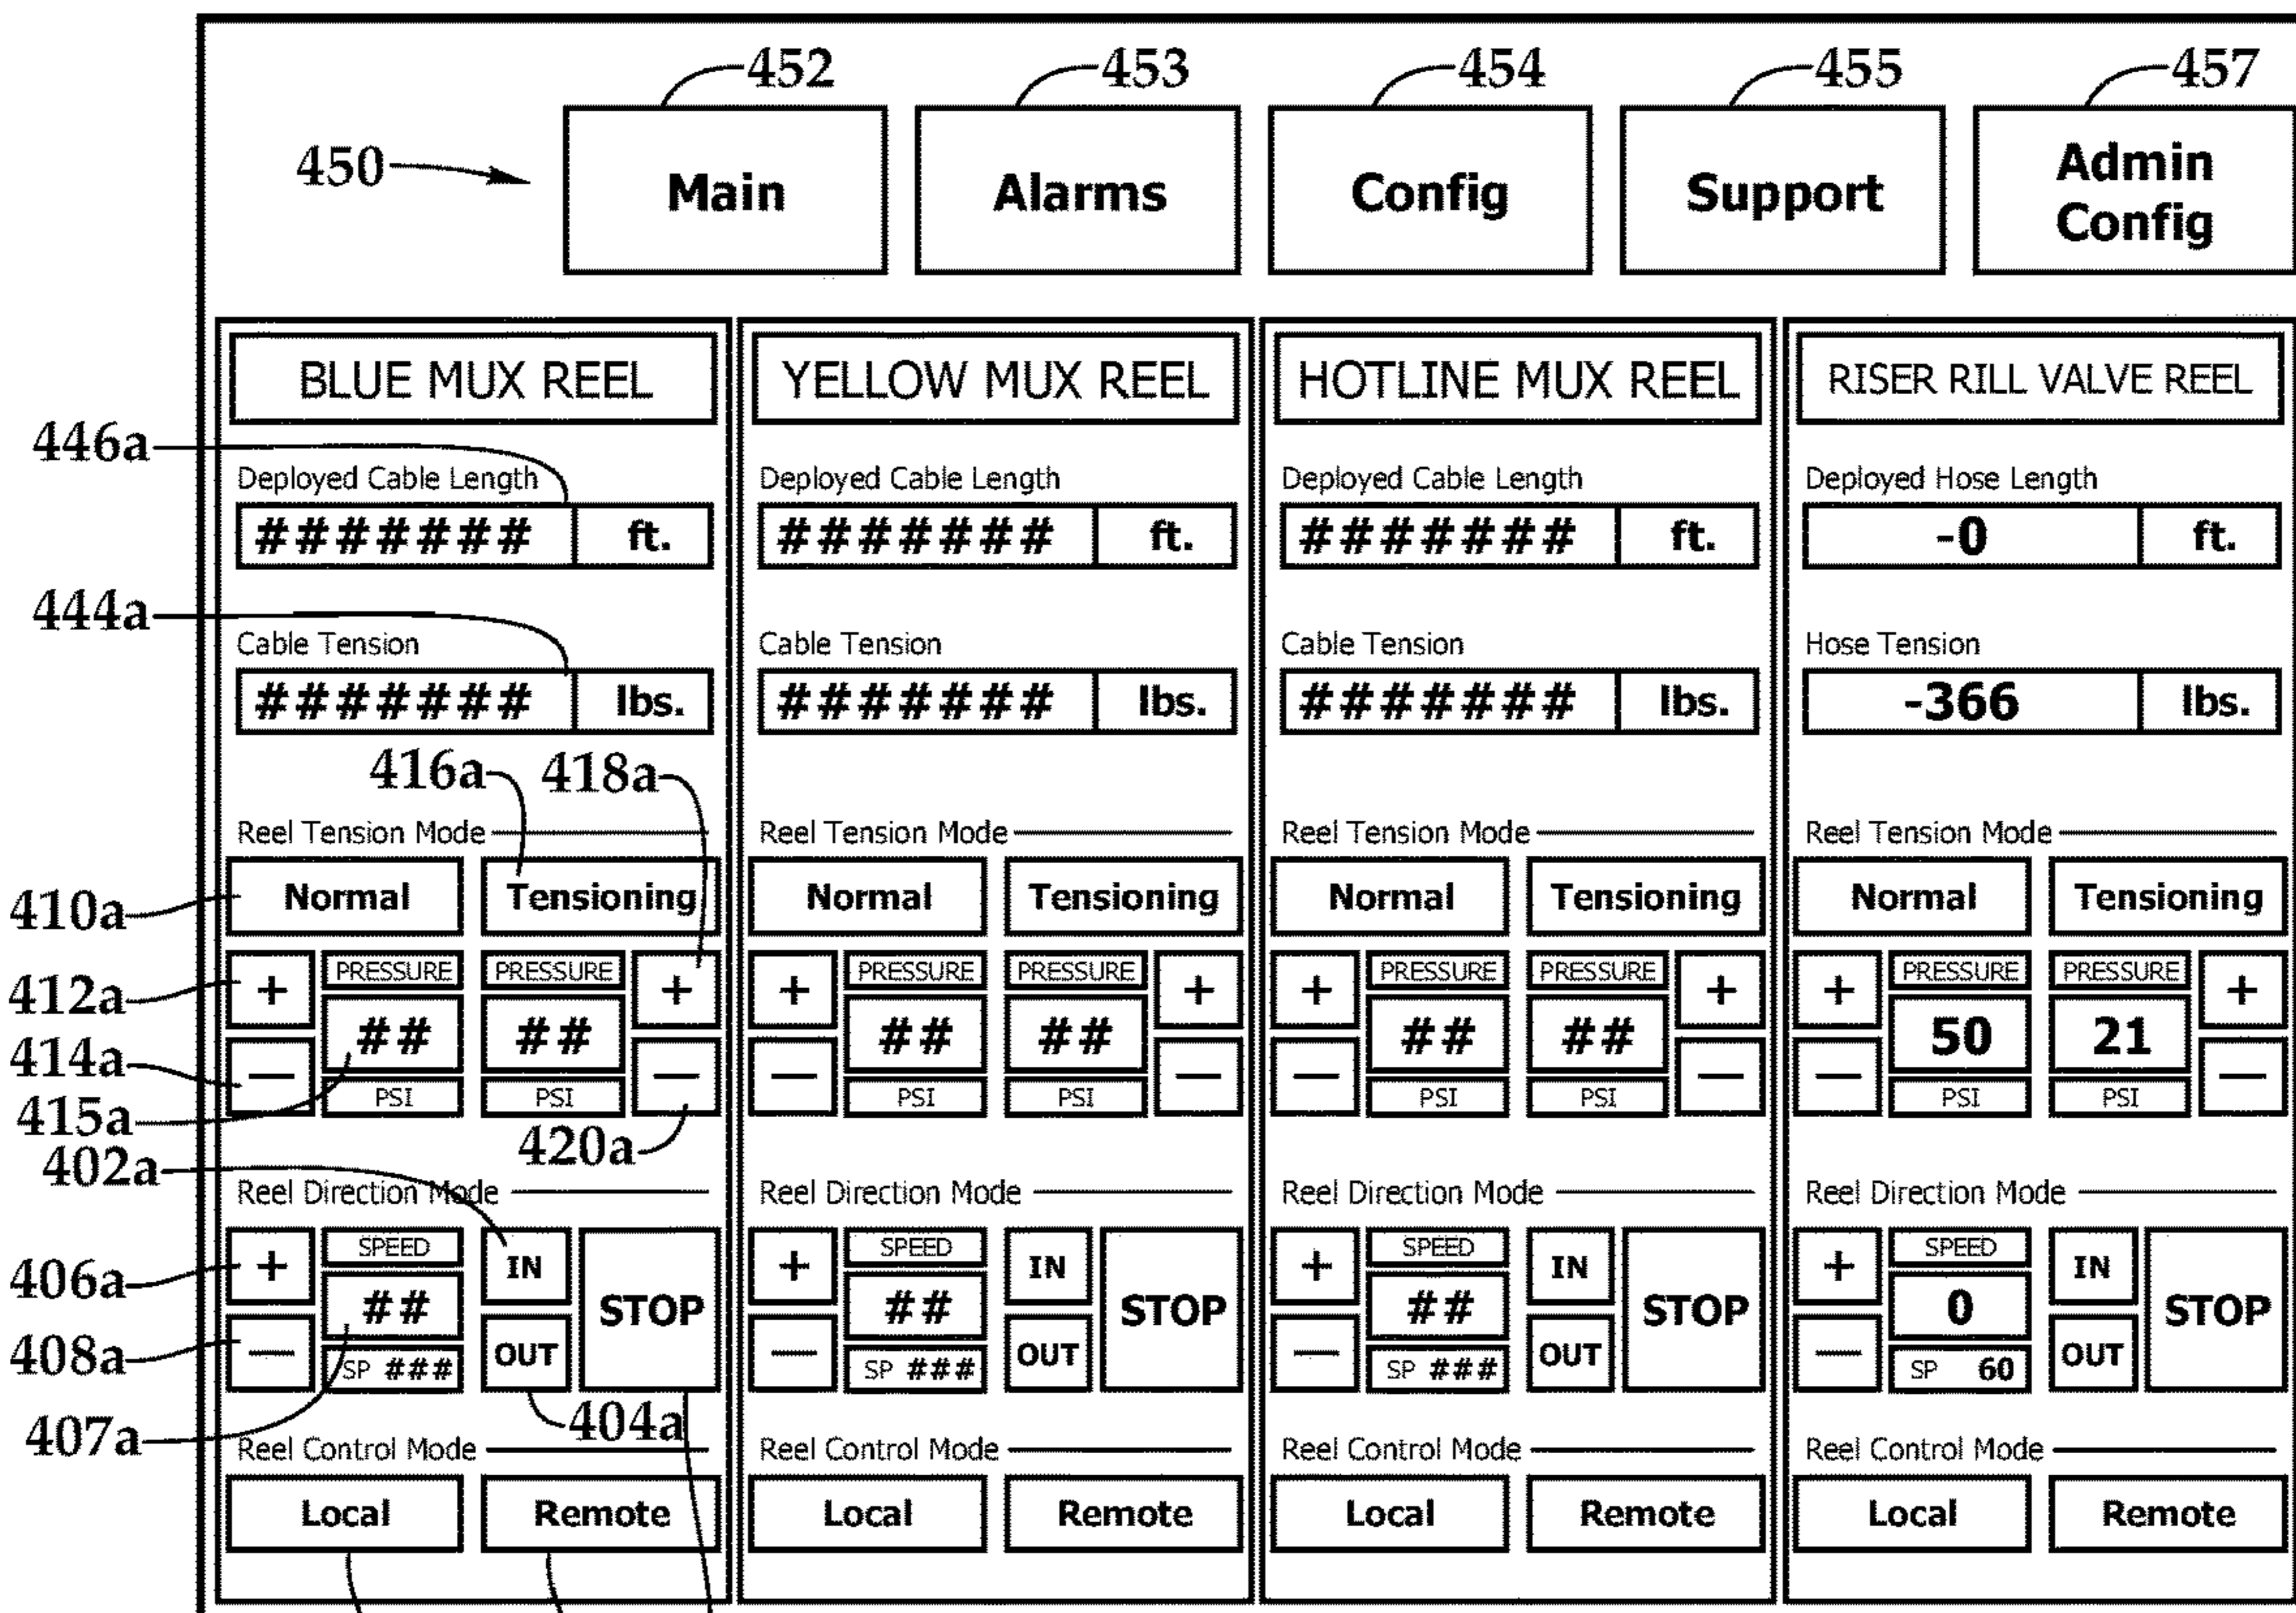 452 453 454 455 457
450
Main Alarms Config Support Admin Config
BLUE MUX REEL YELLOW MUX REEL HOTLINE MUX REEL RISER RILL VALVE REEL
446a
Deployed Cable Length Deployed Cable Length Deployed Cable Length Deployed Hose Length
####### ft. ####### ft. ####### ft. -0 ft.
444a
Cable Tension Cable Tension Cable Tension Hose Tension
####### lbs. ####### lbs. ####### lbs. -366 lbs.
416a 418a
Reel Tension Mode Reel Tension Mode Reel Tension Mode Reel Tension Mode
410a Normal Tensioning Normal Tensioning Normal Tensioning Normal Tensioning
412a + PRESSURE PRESSURE + + PRESSURE PRESSURE + + PRESSURE PRESSURE + + PRESSURE PRESSURE +
## ## ## ## ## ## 50 21
414a — — — — — — — —
415a PSI PSI PSI PSI PSI PSI PSI PSI
420a
402a
Reel Direction Mode Reel Direction Mode Reel Direction Mode Reel Direction Mode
406a + SPEED IN + SPEED IN + SPEED IN + SPEED IN
## STOP ## STOP ## STOP 0 STOP
408a — SP ### OUT — SP ### OUT — SP ### OUT — SP 60 OUT
407a 404a
Reel Control Mode Reel Control Mode Reel Control Mode Reel Control Mode
Local Remote Local Remote Local Remote Local Remote